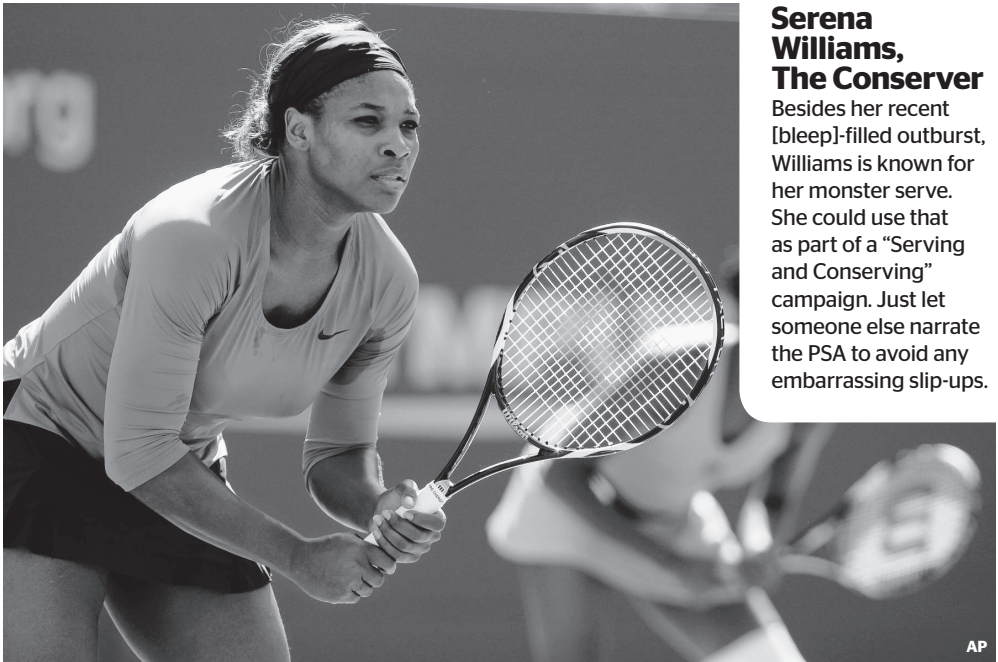 Serena
Williams,
The Conserver
Besides her recent
[bleep]-filled outburst,
Williams is known for
her monster serve.
She could use that
as part of a “Serving
and Conserving”
campaign. Just let
someone else narrate
the PSA to avoid any
embarrassing slip-ups.
rg
AP